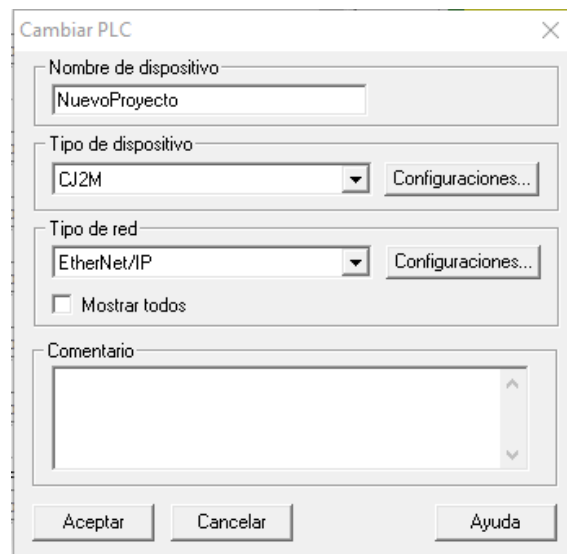 Cambiar PLC
Nombre de dispositivo
NuevoProyecto
Tipo de dispositivo
CJ2M
Configuraciones...
Tipo de red
EtherNet/IP
Configuraciones...
Mostrar todos
Comentario
Aceptar
Cancelar
Ayuda